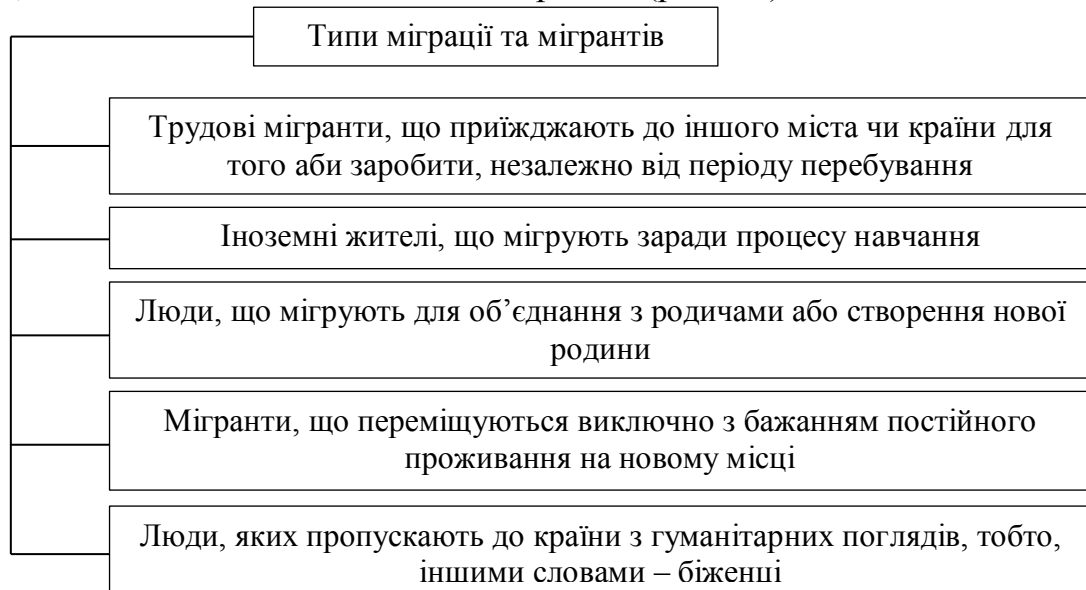 Типи міграції та мігрантів
Трудові мігранти, що приїжджають до іншого міста чи країни для
того аби заробити, незалежно від періоду перебування
Іноземні жителі, що мігрують заради процесу навчання
Люди, що мігрують для об’єднання з родичами або створення нової
родини
Мігранти, що переміщуються виключно з бажанням постійного
проживання на новому місці
Люди, яких пропускають до країни з гуманітарних поглядів, тобто,
іншими словами – біженці